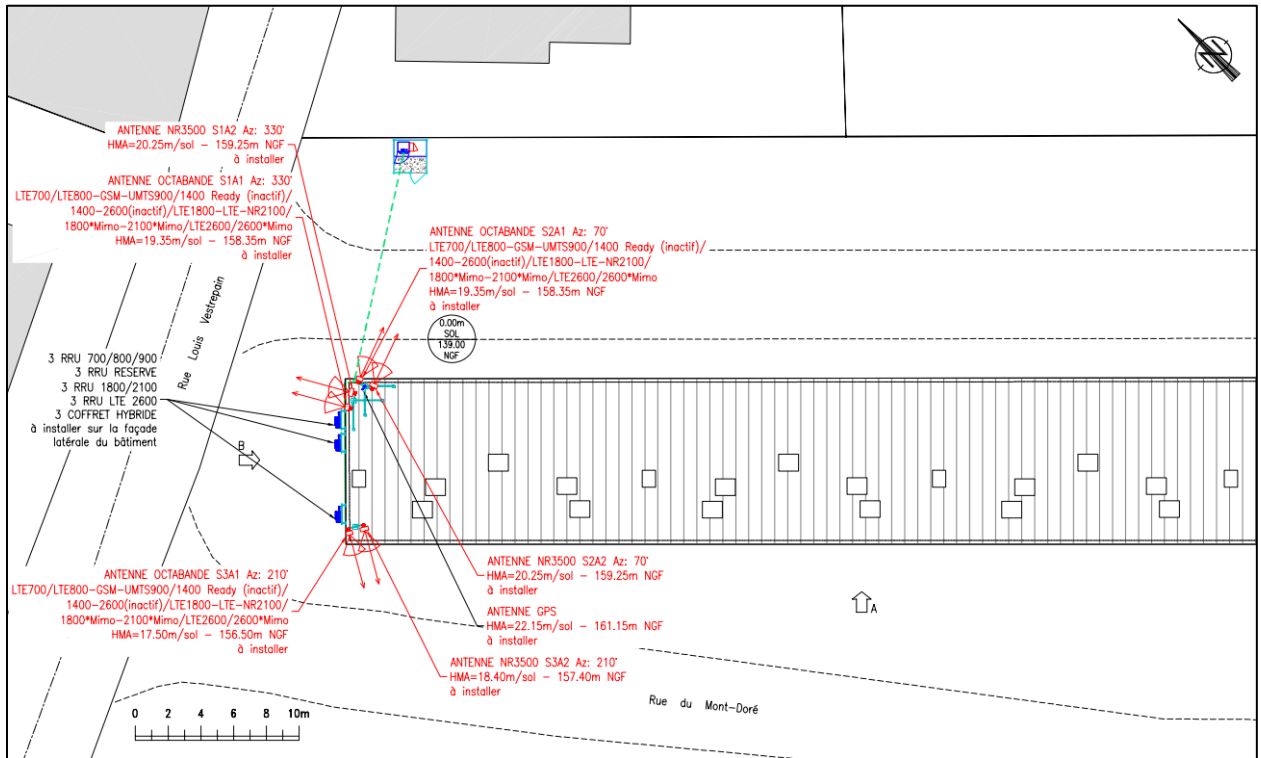 ANTENNE NR3500 S1A2 Az: 330°
HMA=20.25m/sol - 159.25m NGF
à installer
ANTENNE OCTABANDE S1A1 Az: 330°
LTE700/LTE800-GSM-UMTS900/1400 Ready (inactif)/
1400-2600(inactif)/LTE1800-LTE-NR2100/
1800*Mimo-2100*Mimo/LTE2600/2600*Mimo
HMA=19.35m/sol - 158.35m NGF
à installer
ANTENNE OCTABANDE S2A1 Az: 70°
LTE700/LTE800-GSM-UMTS900/1400 Ready (inactif)/
1400-2600(inactif)/LTE1800-LTE-NR2100/
1800*Mimo-2100*Mimo/LTE2600/2600*Mimo
HMA=19.35m/sol - 158.35m NGF
à installer
0.00m
SOL
139.00
NGF
Rue Louis Vestrepain
3 RRU 700/800/900
3 RRU RESERVE
3 RRU 1800/2100
3 RRU LTE 2600
3 COFFRET HYBRIDE
à installer sur la façade
latérale du bâtiment
B
ANTENNE OCTABANDE S3A1 Az: 210°
LTE700/LTE800-GSM-UMTS900/1400 Ready (inactif)/
1400-2600(inactif)/LTE1800-LTE-NR2100/
1800*Mimo-2100*Mimo/LTE2600/2600*Mimo
HMA=17.50m/sol - 156.50m NGF
à installer
ANTENNE NR3500 S2A2 Az: 70°
HMA=20.25m/sol - 159.25m NGF
à installer
ANTENNE GPS
HMA=22.15m/sol - 161.15m NGF
à installer
ANTENNE NR3500 S3A2 Az: 210°
HMA=18.40m/sol - 157.40m NGF
à installer
A
Rue du Mont-Doré
0 2 4 6 8 10m